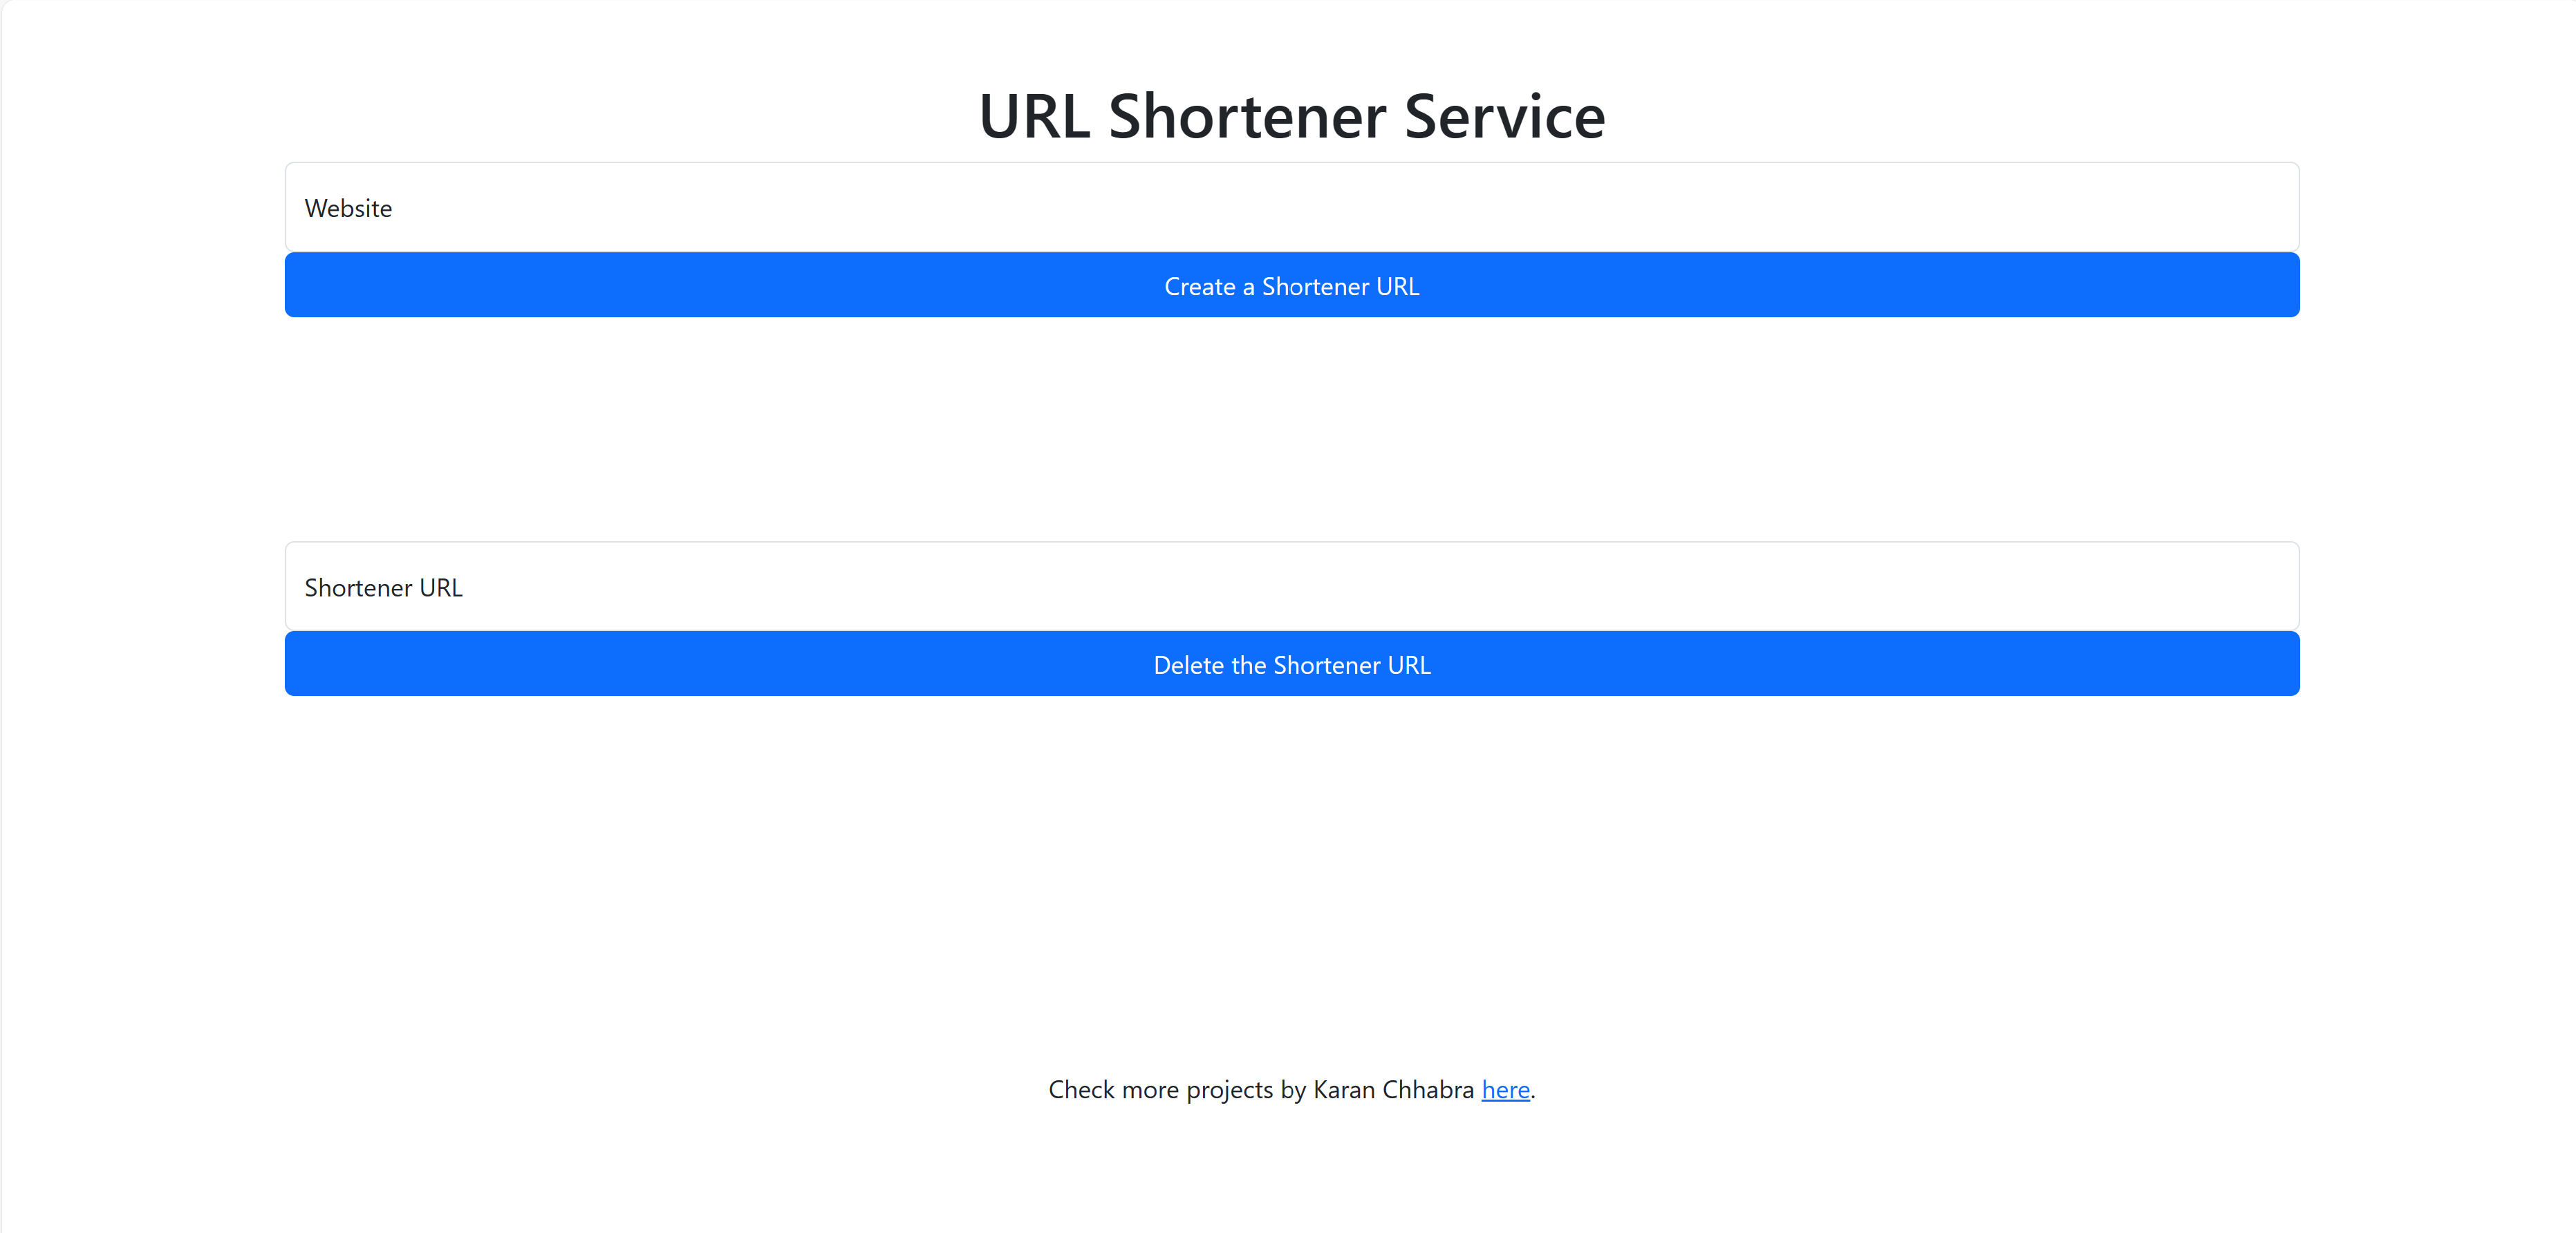 URL Shortener Service
Website
Create a Shortener URL
Shortener URL
Delete the Shortener URL
Check more projects by Karan Chhabra here.